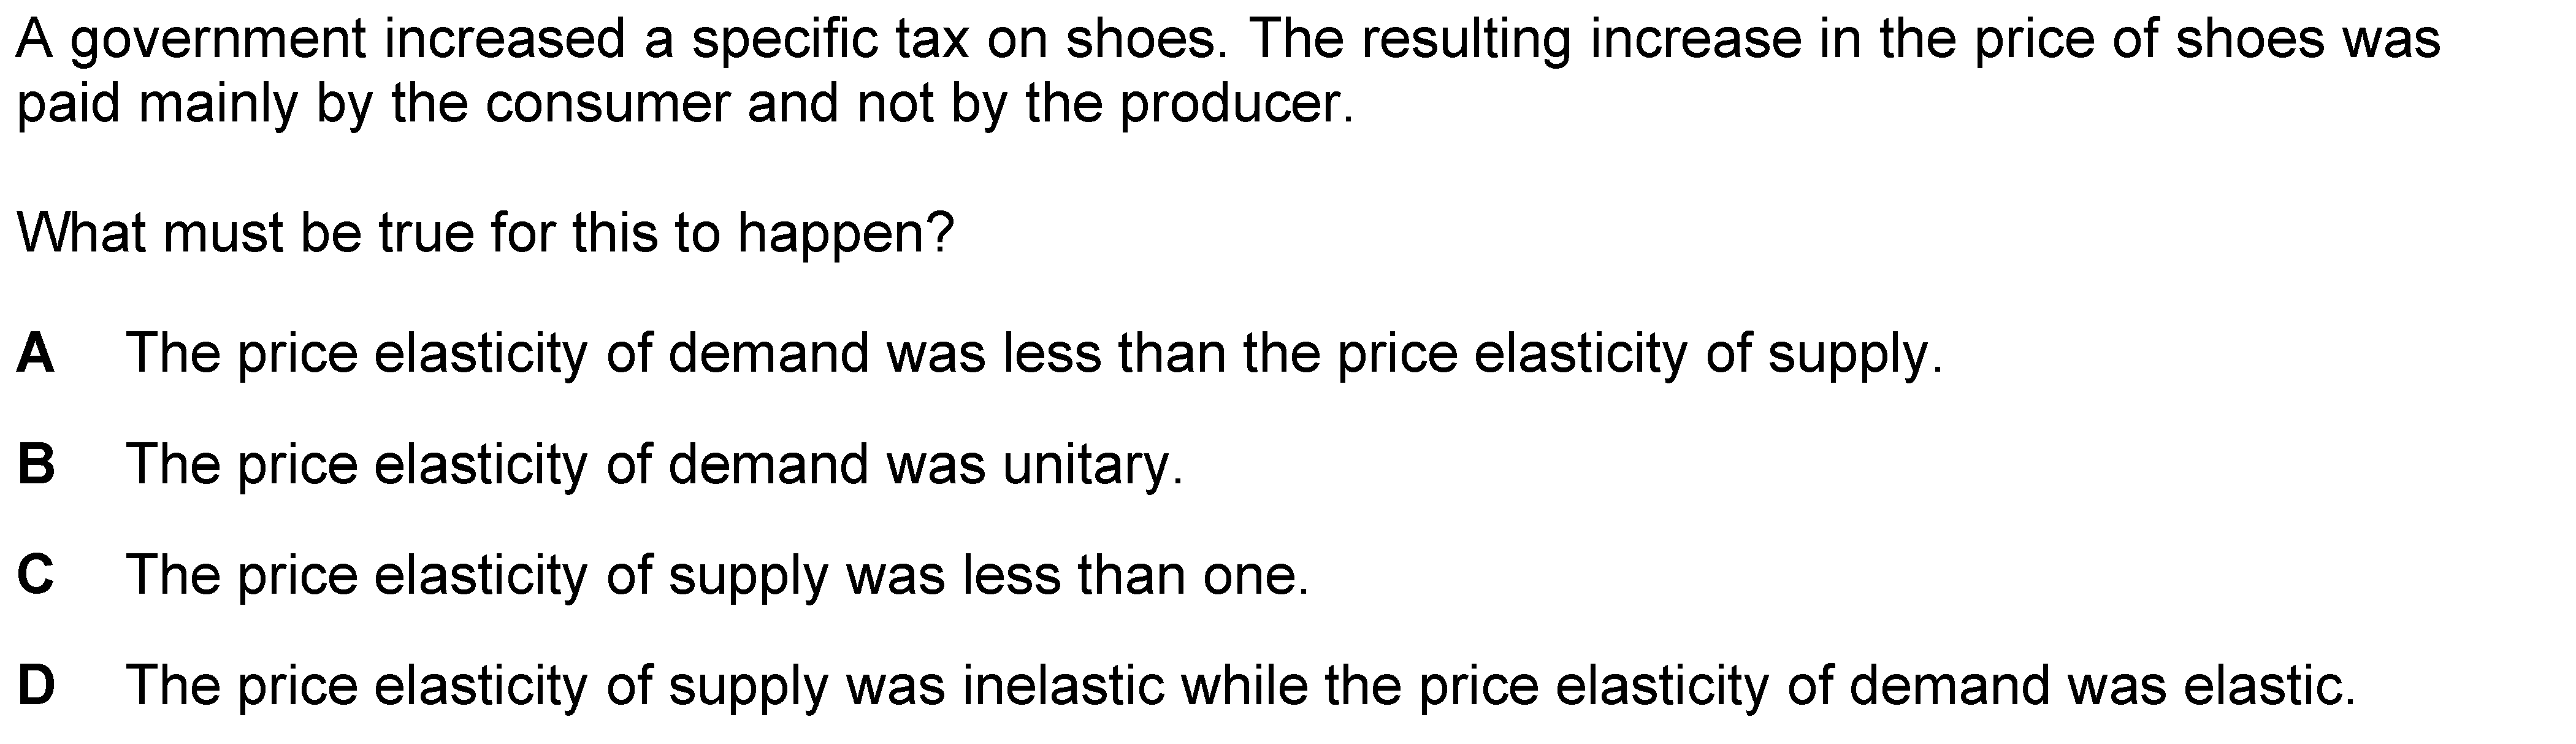 A government increased a specific tax on shoes. The resulting increase in the price of shoes was
paid mainly by the consumer and not by the producer.
What must be true for this to happen?
A The price elasticity of demand was less than the price elasticity of supply.
B The price elasticity of demand was unitary.
C The price elasticity of supply was less than one.
D The price elasticity of supply was inelastic while the price elasticity of demand was elastic.